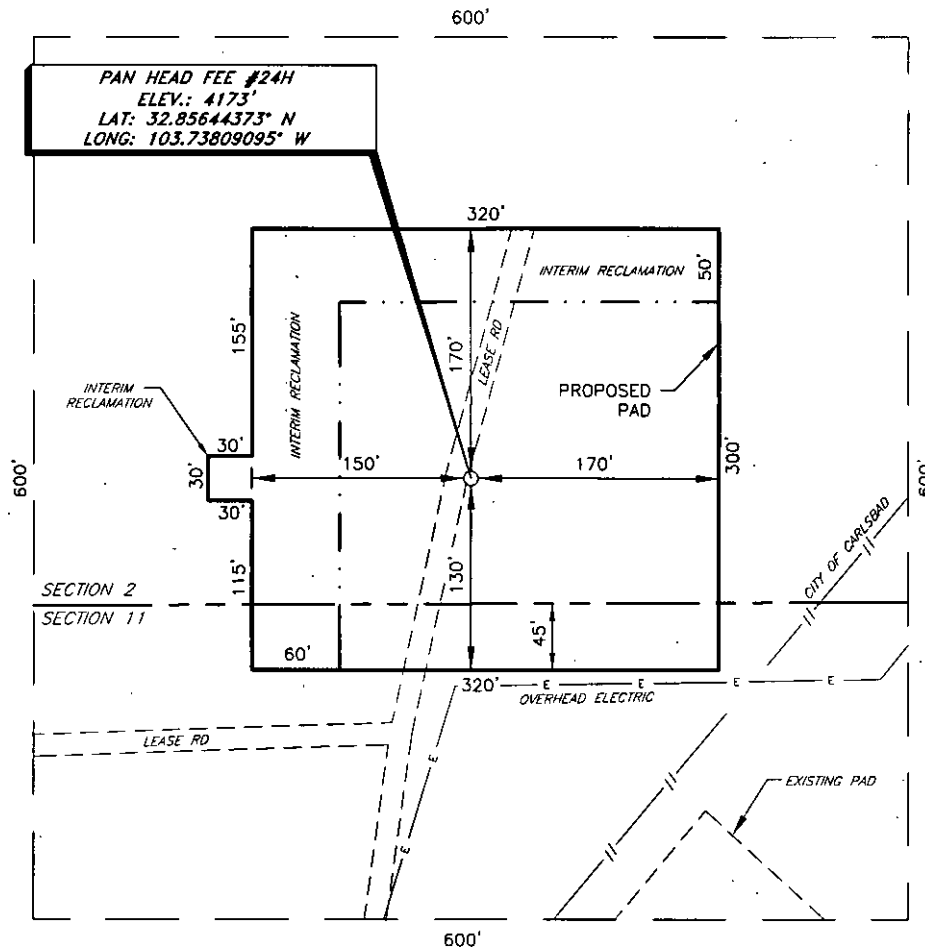 600'
PAN HEAD FEE #24H
ELEV.: 4173'
LAT: 32.85644373° N
LONG: 103.73809095° W
320'
INTERIM RECLAMATION
50'
155'
INTERIM RECLAMATION
170'
LEASE RD
PROPOSED
PAD
INTERIM
RECLAMATION
30'
30'
30'
150'
170'
300'
600'
600'
CITY OF CARLSBAD
SECTION 2
SECTION 11
115'
130'
45'
60'
320'
E E E E
OVERHEAD ELECTRIC
LEASE RD
E
EXISTING PAD
E
600'